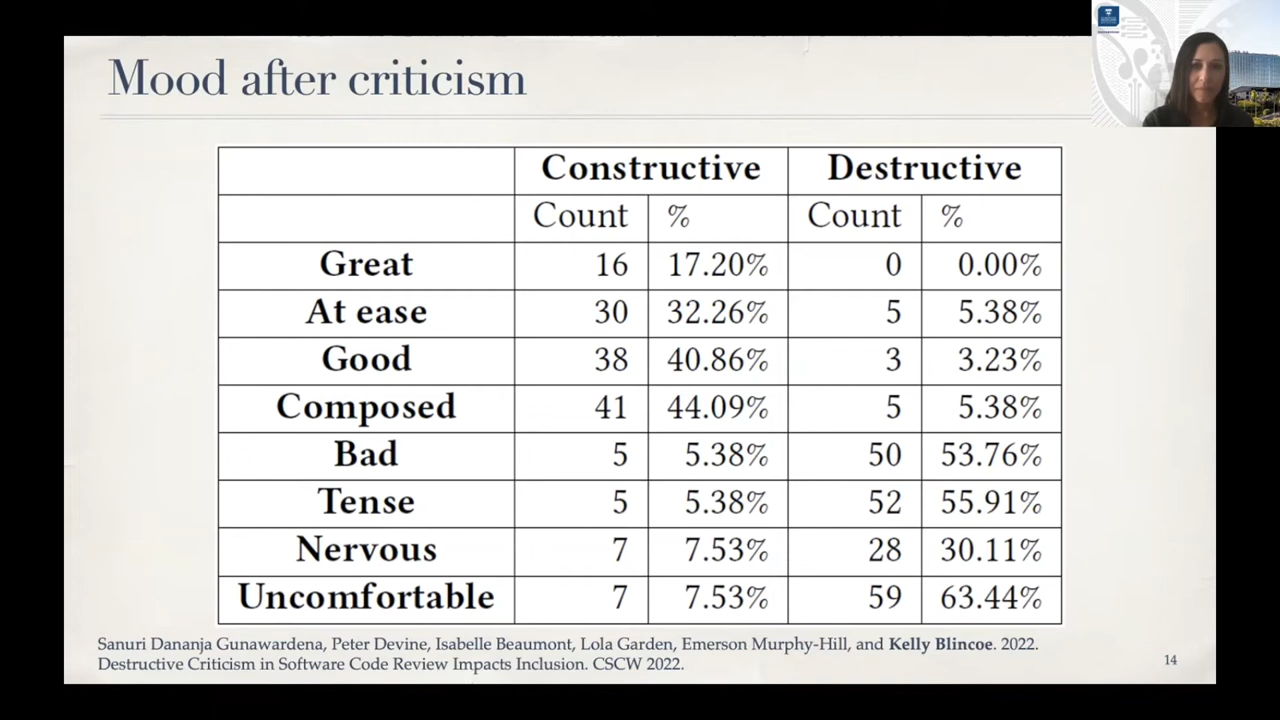 Mood after criticism
Constructive Destructive
Count % Count %
Great 16 17.20% 0 0.00%
At ease 30 32.26% 5 5.38%
Good 38 40.86% 3 3.23%
Composed 41 44.09% 5 5.38%
Bad 5 5.38% 50 53.76%
Tense 5 5.38% 52 55.91%
Nervous 7 7.53% 28 30.11%
Uncomfortable 7 7.53% 59 63.44%
Sanuri Dananja Gunawardena, Peter Devine, Isabelle Beaumont, Lola Garden, Emerson Murphy-Hill, and Kelly Blincoe. 2022.
Destructive Criticism in Software Code Review Impacts Inclusion. CSCW 2022.
14